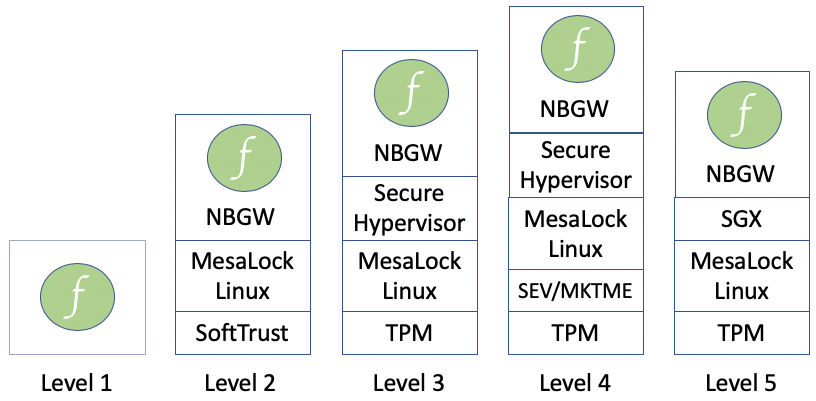 f
Level 1
f
NBGW
MesaLock
Linux
SoftTrust
Level 2
f
NBGW
Secure
Hypervisor
MesaLock
Linux
TPM
Level 3
f
NBGW
Secure
Hypervisor
MesaLock
Linux
SEV/MKTME
TPM
Level 4
f
NBGW
SGX
MesaLock
Linux
TPM
Level 5